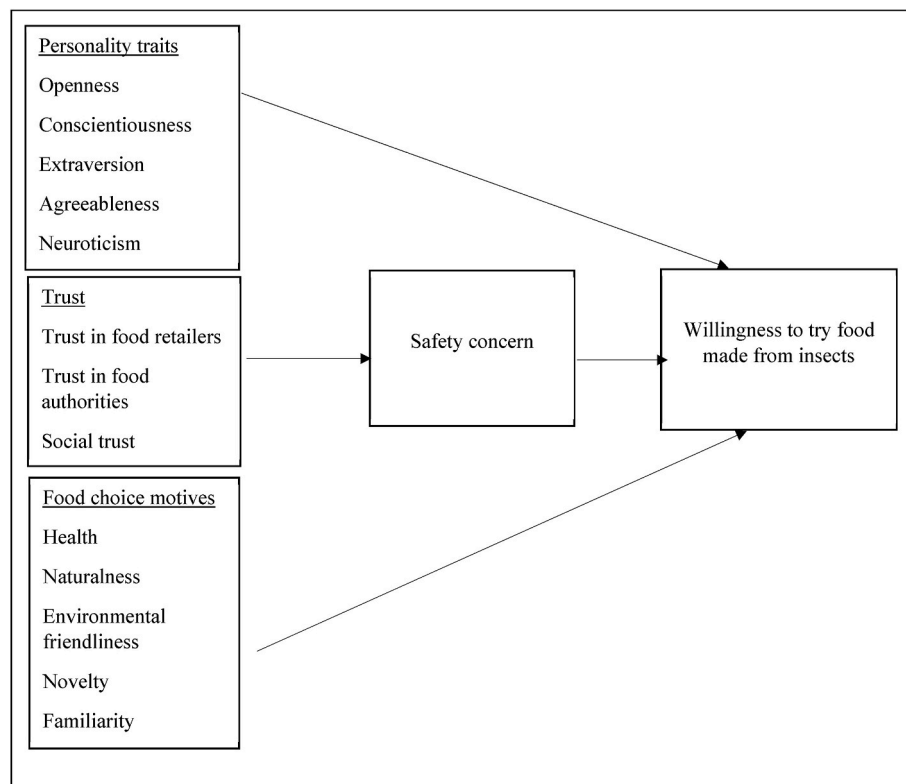 Personality traits
Openness
Conscientiousness
Extraversion
Agreeableness
Neuroticism
Trust
Trust in food retailers
Trust in food
authorities
Social trust
Food choice motives
Health
Naturalness
Environmental
friendliness
Novelty
Familiarity
Safety concern
Willingness to try food
made from insects